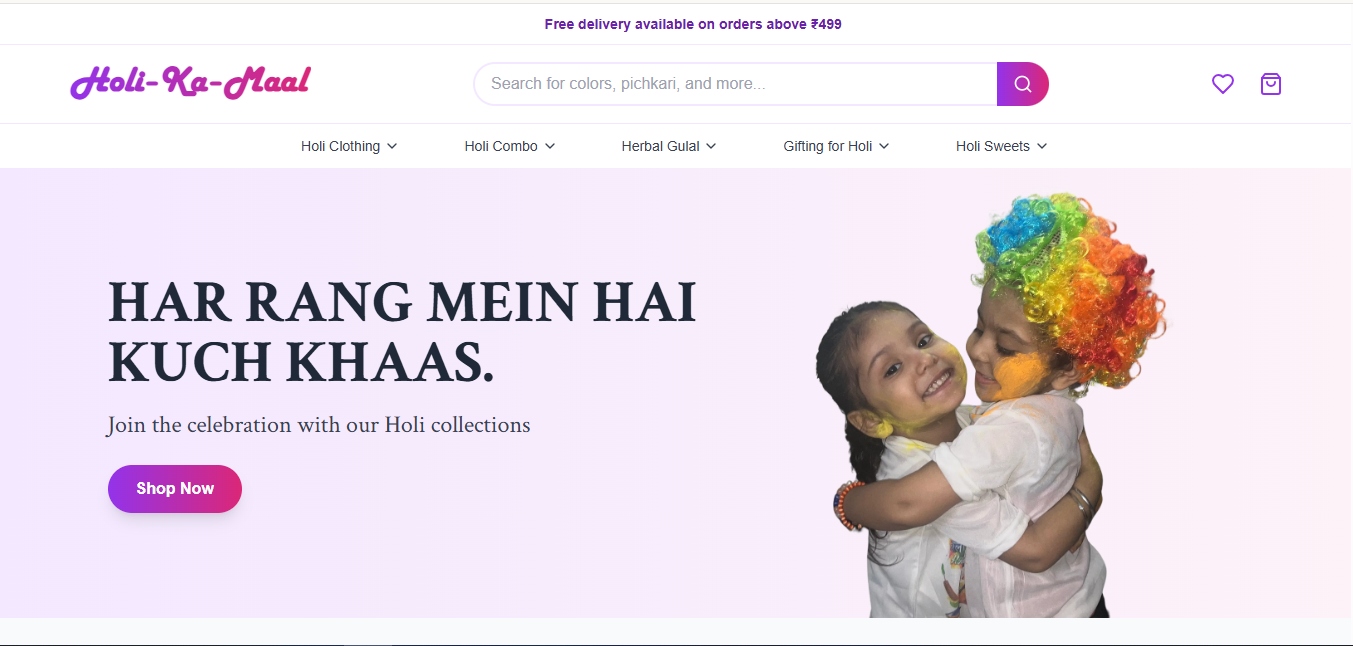 Free delivery available on orders above ₹499
Holi-Ka-Maal
Search for colors, pichkari, and more...
Holi Clothing
Holi Combo
Herbal Gulal
Gifting for Holi
Holi Sweets
HAR RANG MEIN HAI
KUCH KHAAS.
Join the celebration with our Holi collections
Shop Now